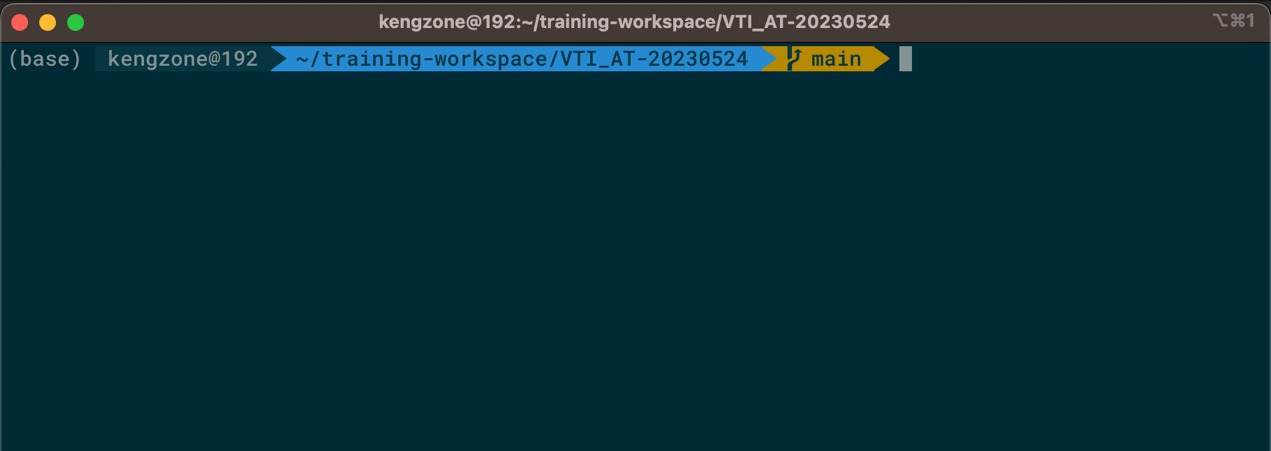 kengzone@192:~/training-workspace/VTI_AT-20230524 ⌥⌘1
(base) kengzone@192 ~/training-workspace/VTI_AT-20230524 main